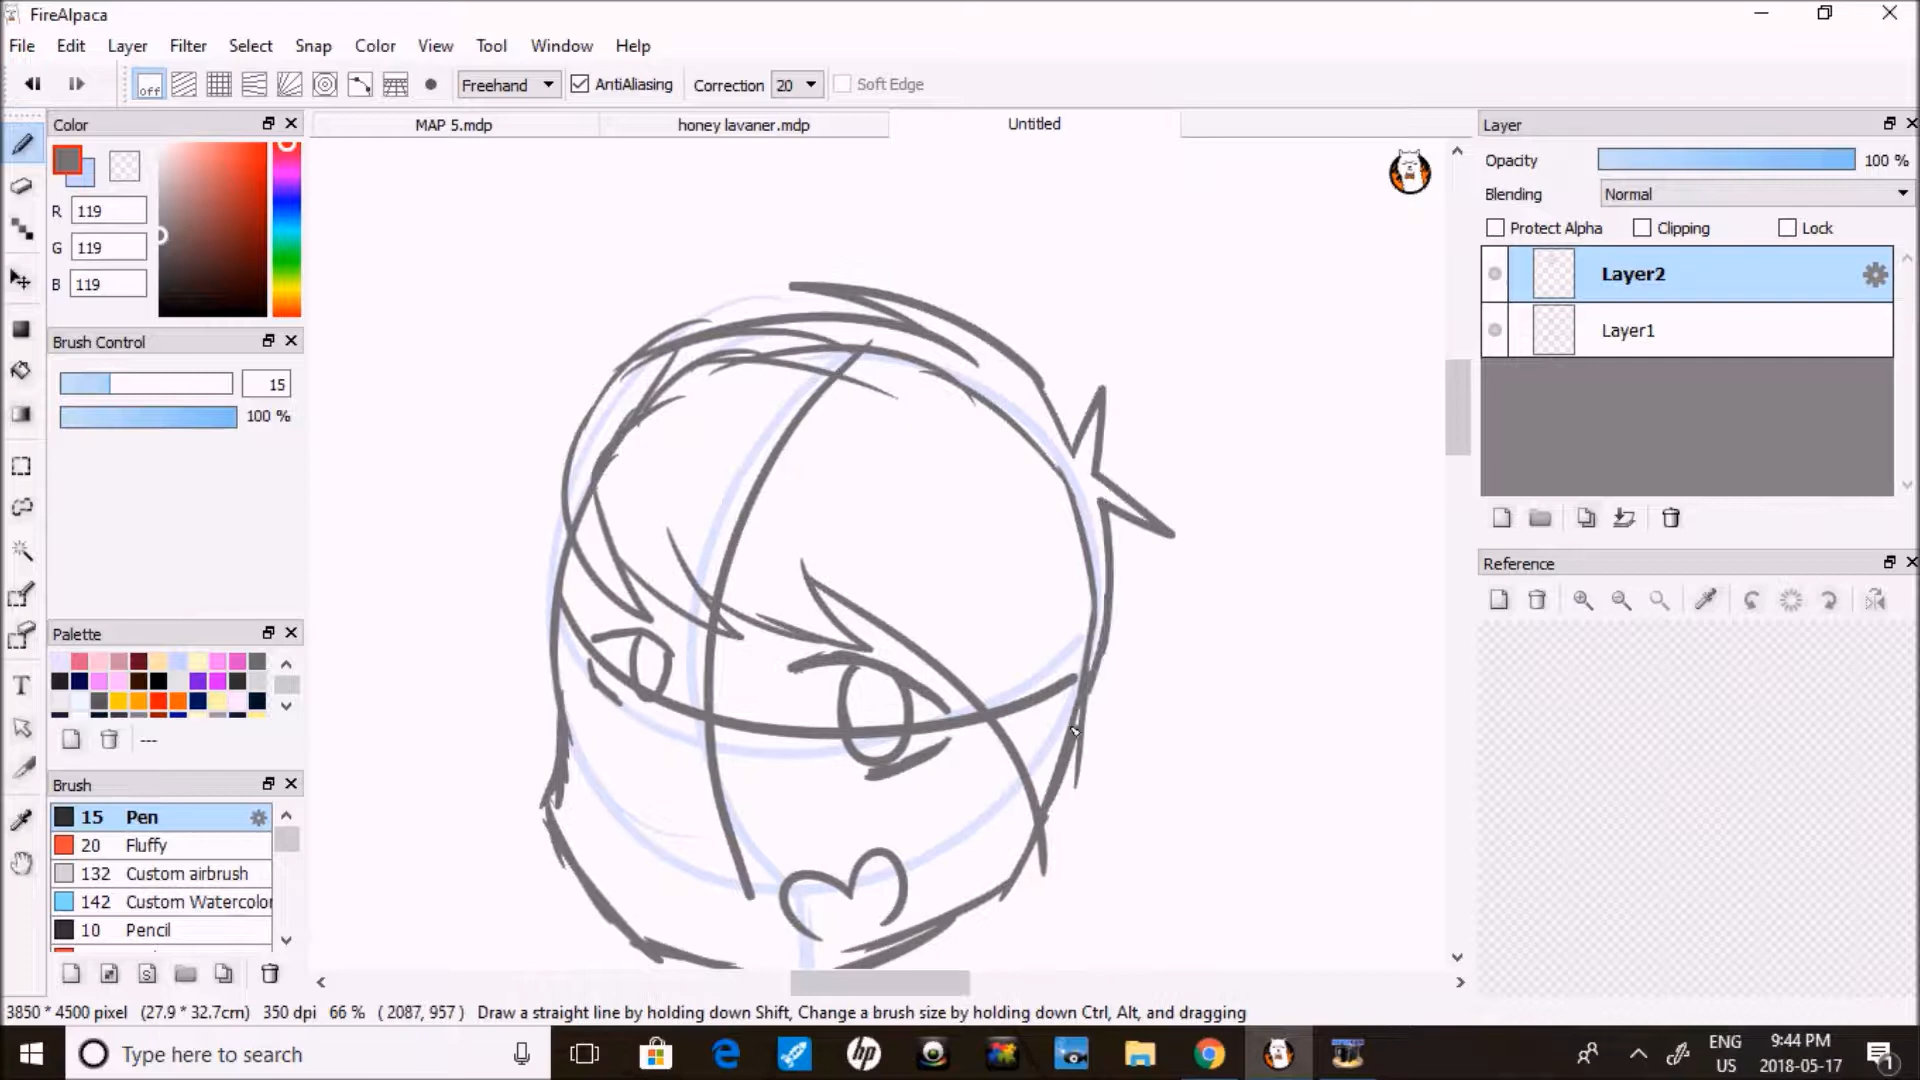 FireAlpaca
File Edit Layer Filter Select Snap Color View Tool Window Help
off Freehand AntiAliasing Correction 20 Soft Edge
Color
MAP 5.mdp honey lavaner.mdp Untitled
Layer
Opacity 100 %
Blending Normal
R 119
G 119
B 119
Protect Alpha Clipping Lock
Layer2
Layer1
Brush Control
15
100 %
Reference
Palette
---
Brush
15 Pen
20 Fluffy
132 Custom airbrush
142 Custom Watercolor
10 Pencil
3850 * 4500 pixel (27.9 * 32.7cm) 350 dpi 66 % ( 2087, 957 ) Draw a straight line by holding down Shift, Change a brush size by holding down Ctrl, Alt, and dragging
Type here to search
hp
ENG
US
9:44 PM
2018-05-17
1